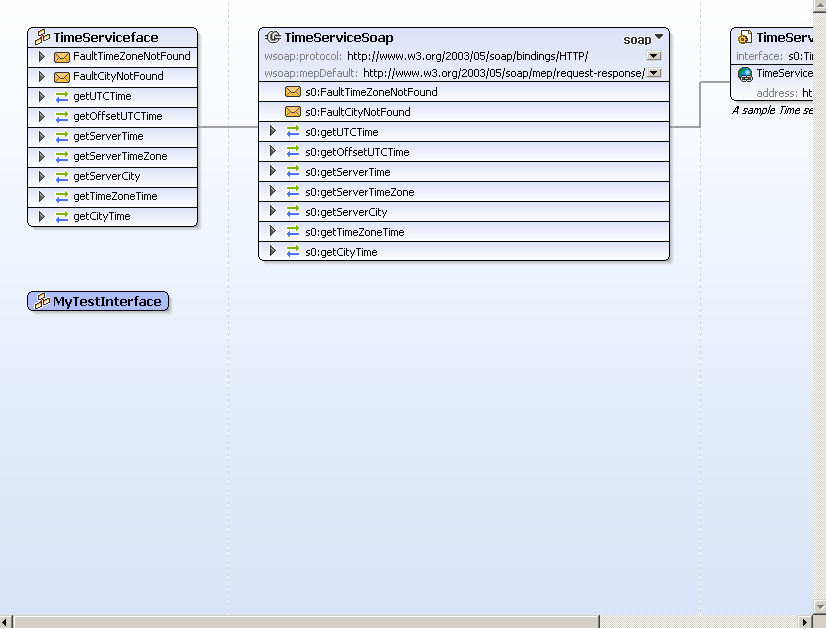 TimeServiceface
FaultTimeZoneNotFound
FaultCityNotFound
getUTCTime
getOffsetUTCTime
getServerTime
getServerTimeZone
getServerCity
getTimeZoneTime
getCityTime
MyTestInterface
TimeServiceSoap soap
wsoap:protocol: http://www.w3.org/2003/05/soap/bindings/HTTP/
wsoap:mepDefault: http://www.w3.org/2003/05/soap/mep/request-response/
s0:FaultTimeZoneNotFound
s0:FaultCityNotFound
s0:getUTCTime
s0:getOffsetUTCTime
s0:getServerTime
s0:getServerTimeZone
s0:getServerCity
s0:getTimeZoneTime
s0:getCityTime
TimeServ
interface: s0:Ti
TimeService
address: ht
A sample Time se